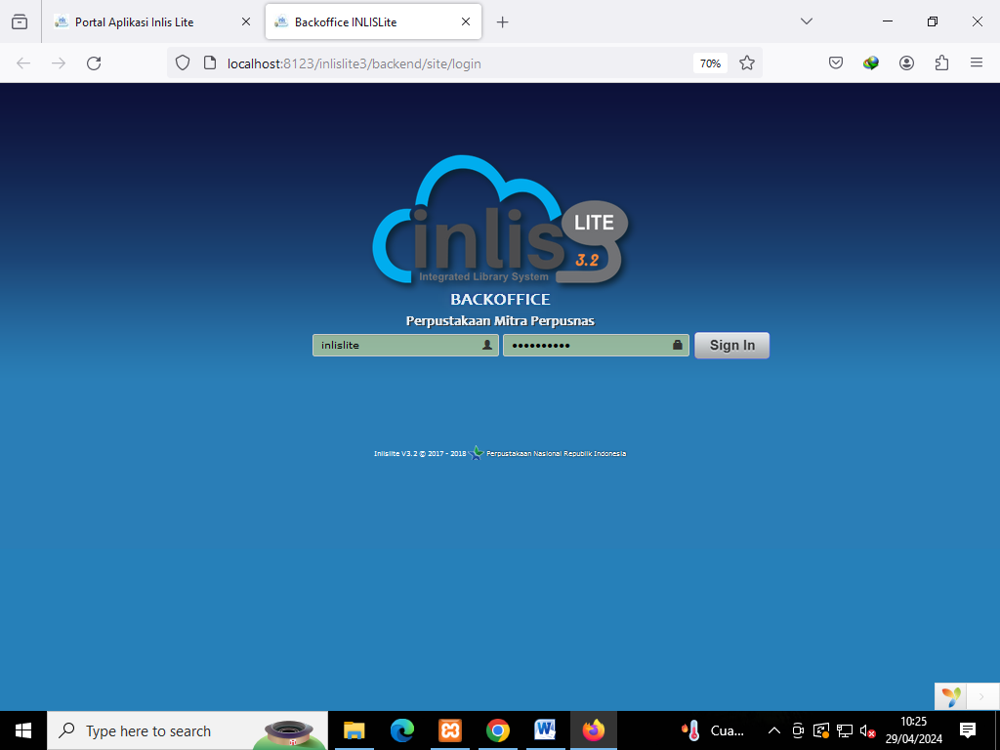 Portal Aplikasi Inlis Lite
Backoffice INLISLite
localhost:8123/inlislite3/backend/site/login
70%
inlis
LITE
3.2
Integrated Library System
BACKOFFICE
Perpustakaan Mitra Perpusnas
inlislite
••••••••••
Sign In
Inlislite V3.2 © 2017 - 2018 Perpustakaan Nasional Republik Indonesia
Type here to search
W
Cua...
10:25
29/04/2024